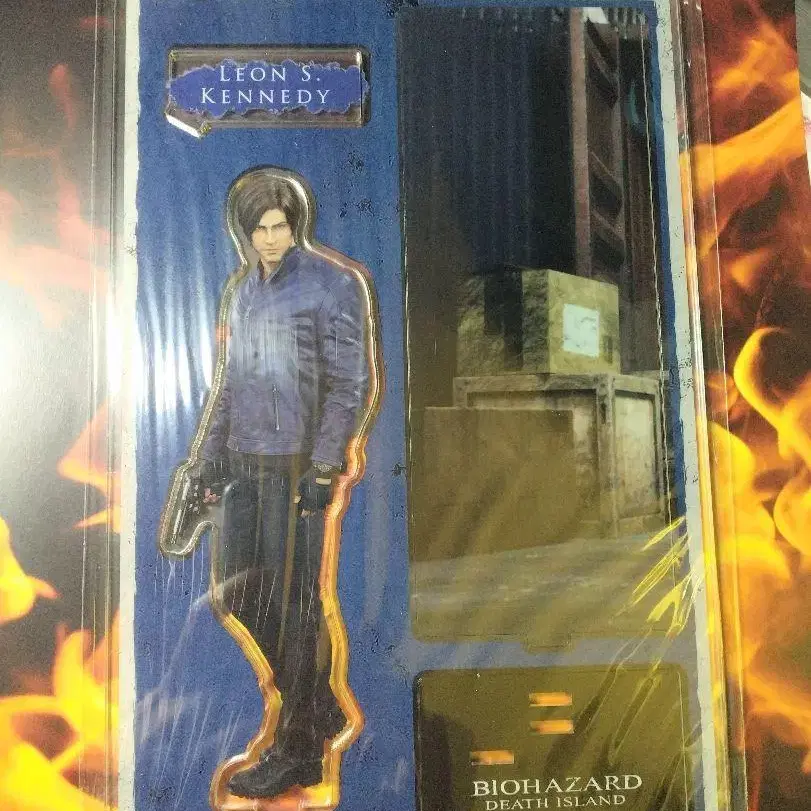 LEON S.
KENNEDY
BIOHAZARD
DEATH ISLAND